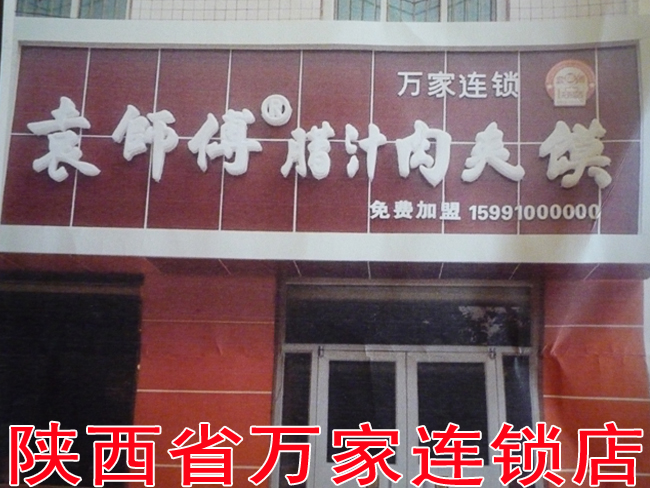 万家连锁
袁師傅® 腊汁肉夹馍
免费加盟 15991000000
陕西省万家连锁店